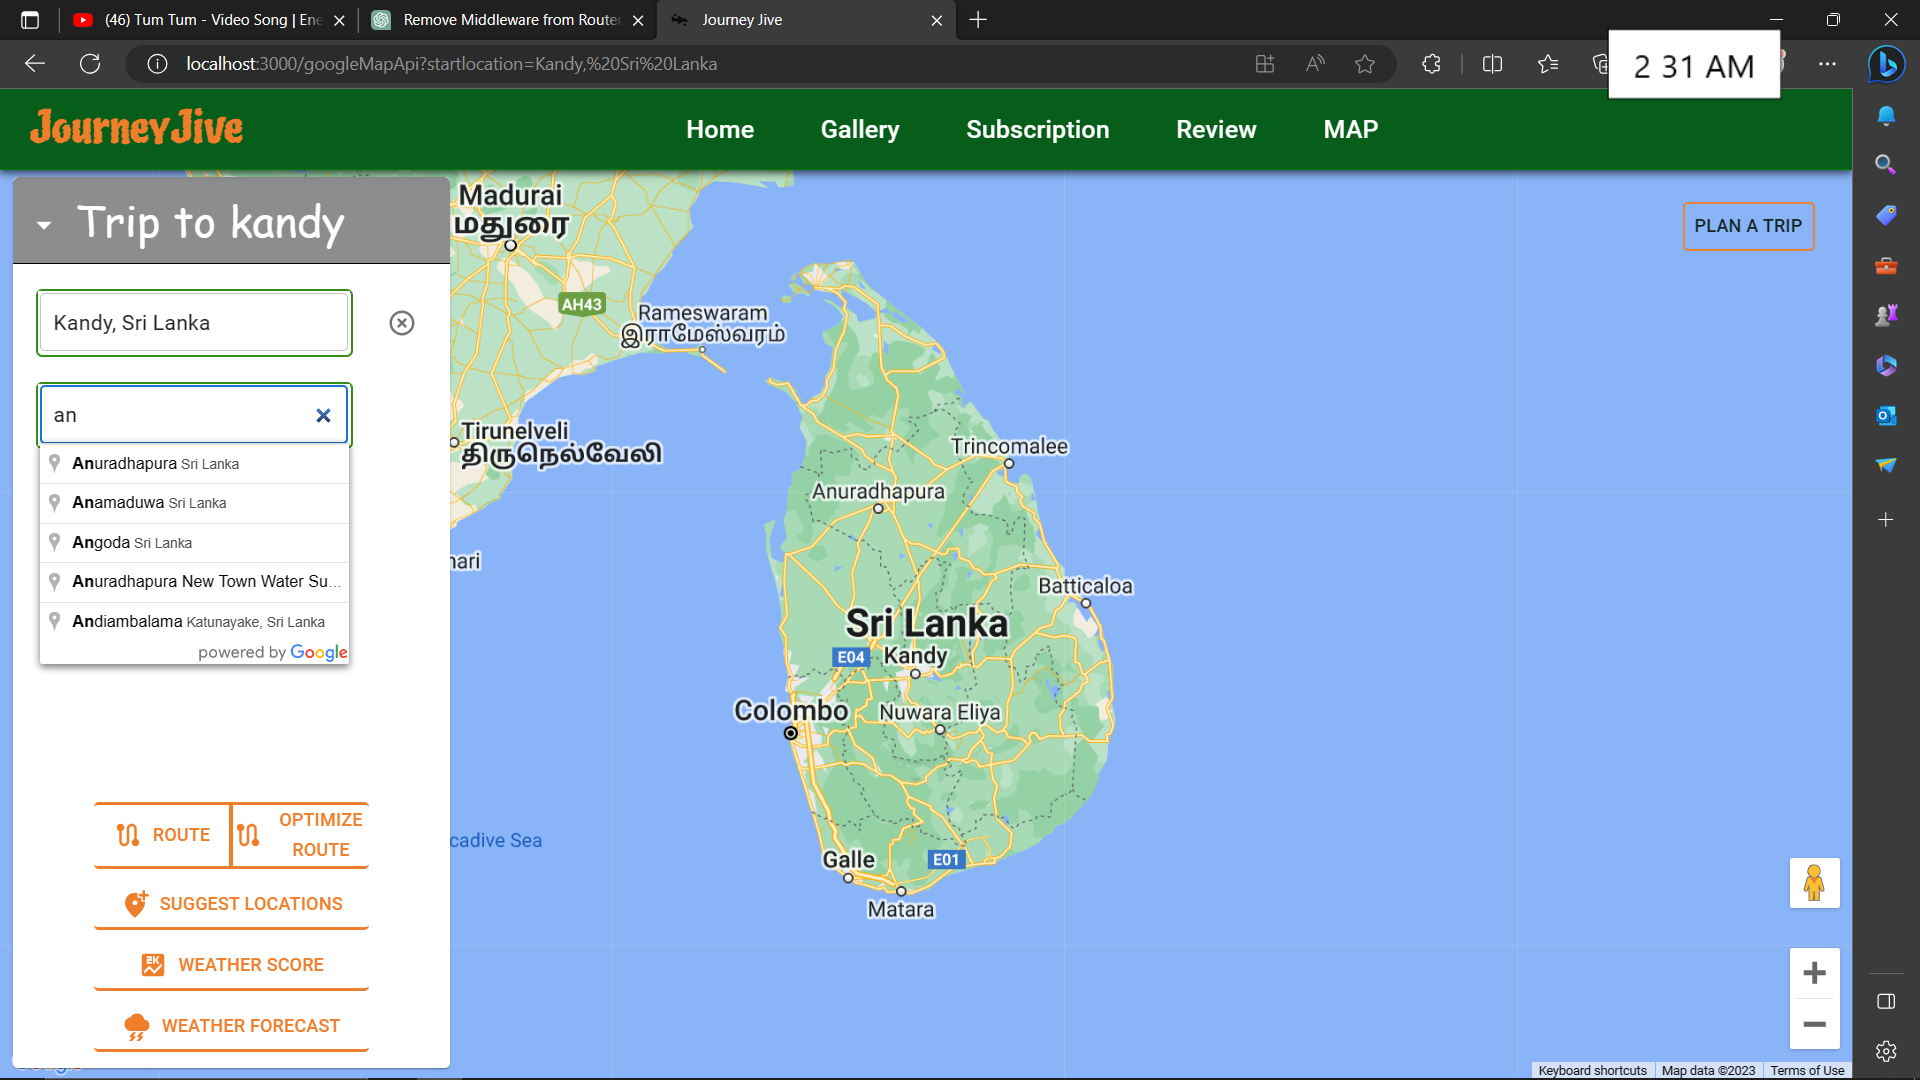 (46) Tum Tum - Video Song | Ene
Remove Middleware from Router
Journey Jive
localhost:3000/googleMapApi?startlocation=Kandy,%20Sri%20Lanka
2 31 AM
JourneyJive
Home
Gallery
Subscription
Review
MAP
Trip to kandy
PLAN A TRIP
Kandy, Sri Lanka
an
Anuradhapura Sri Lanka
Anamaduwa Sri Lanka
Angoda Sri Lanka
Anuradhapura New Town Water Su...
Andiambalama Katunayake, Sri Lanka
powered by Google
ROUTE
OPTIMIZE
ROUTE
SUGGEST LOCATIONS
WEATHER SCORE
WEATHER FORECAST
Madurai
மதுரை
AH43
Rameswaram
இராமேஸ்வரம்
Tirunelveli
திருநெல்வேலி
nari
Trincomalee
Anuradhapura
Batticaloa
Sri Lanka
E04
Kandy
Colombo
Nuwara Eliya
cadive Sea
Galle
E01
Matara
Keyboard shortcuts
Map data ©2023
Terms of Use